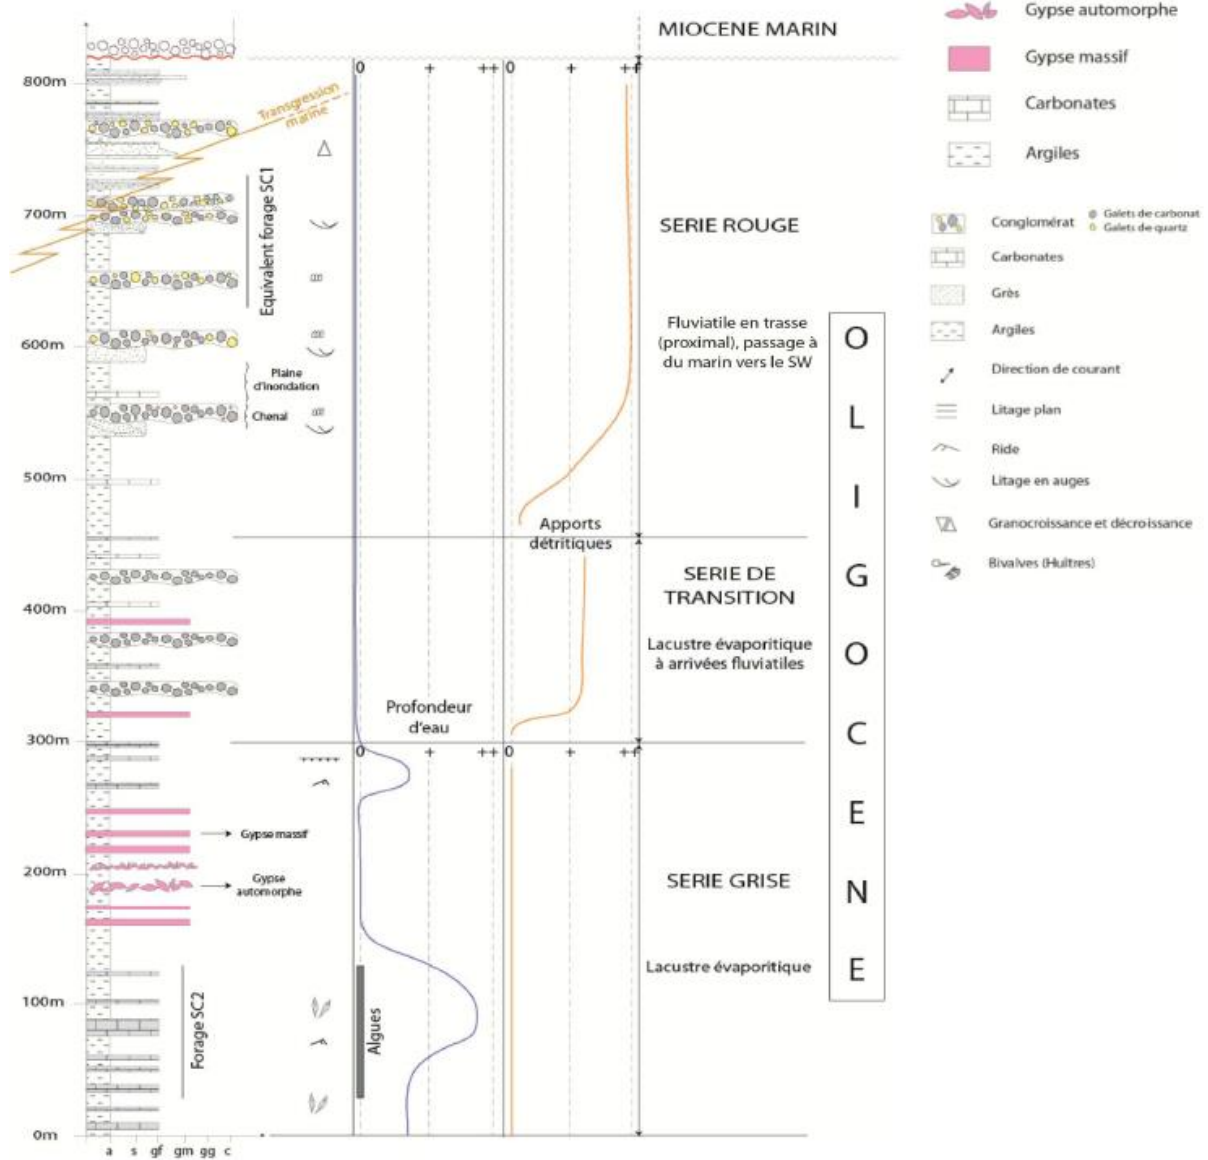 MIOCENE MARIN
0 + ++ 0 + ++
800m
Transgression
marine
700m
Equivalent forage SC1
SERIE ROUGE
Fluviatile en trasse
(proximal), passage à
du marin vers le SW
600m
Plaine
d'inondation
Chenal
500m
Apports
détritiques
SERIE DE
TRANSITION
400m
Lacustre évaporitique
à arrivées fluviatiles
Profondeur
d'eau
300m
0 + ++ 0 + ++
Gypse massif
200m
Gypse
automorphe
SERIE GRISE
Lacustre évaporitique
100m
Forage SC2
Algues
0m
a s gf gm gg c
O
L
I
G
O
C
E
N
E
Gypse automorphe
Gypse massif
Carbonates
Argiles
Conglomérat
Galets de carbonat
Galets de quartz
Carbonates
Grès
Argiles
Direction de courant
Litage plan
Ride
Litage en auges
Granocroissance et décroissance
Bivalves (Huîtres)